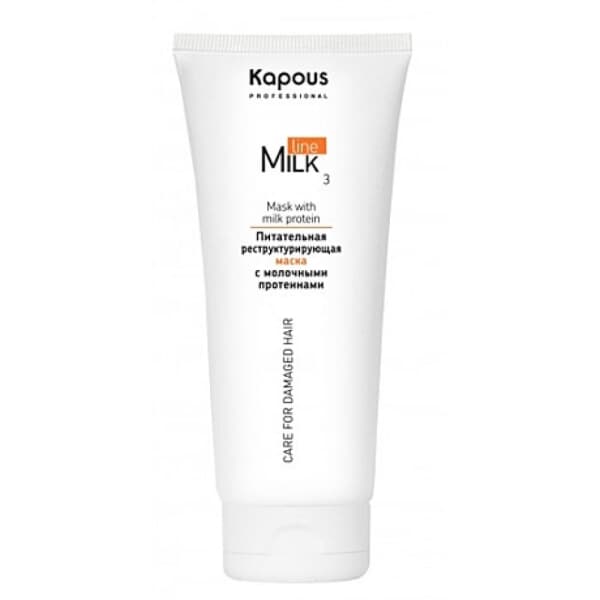 Kapous
PROFESSIONAL
line
MILK
3
Mask with
milk protein
Питательная
реструктурирующая
маска
с молочными
протеинами
CARE FOR DAMAGED HAIR